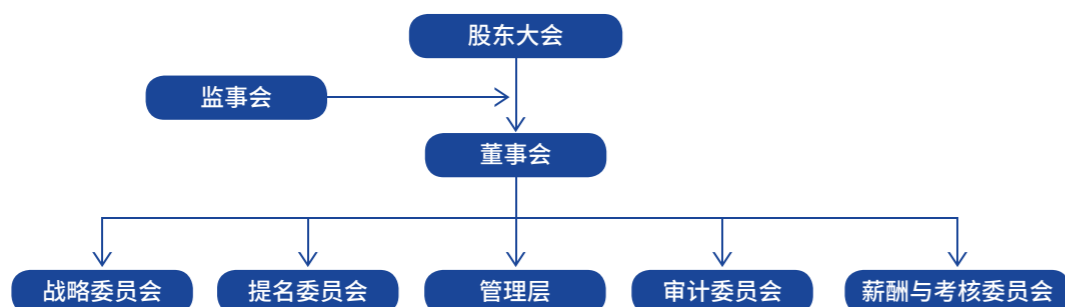 股东大会
监事会
董事会
战略委员会
提名委员会
管理层
审计委员会
薪酬与考核委员会